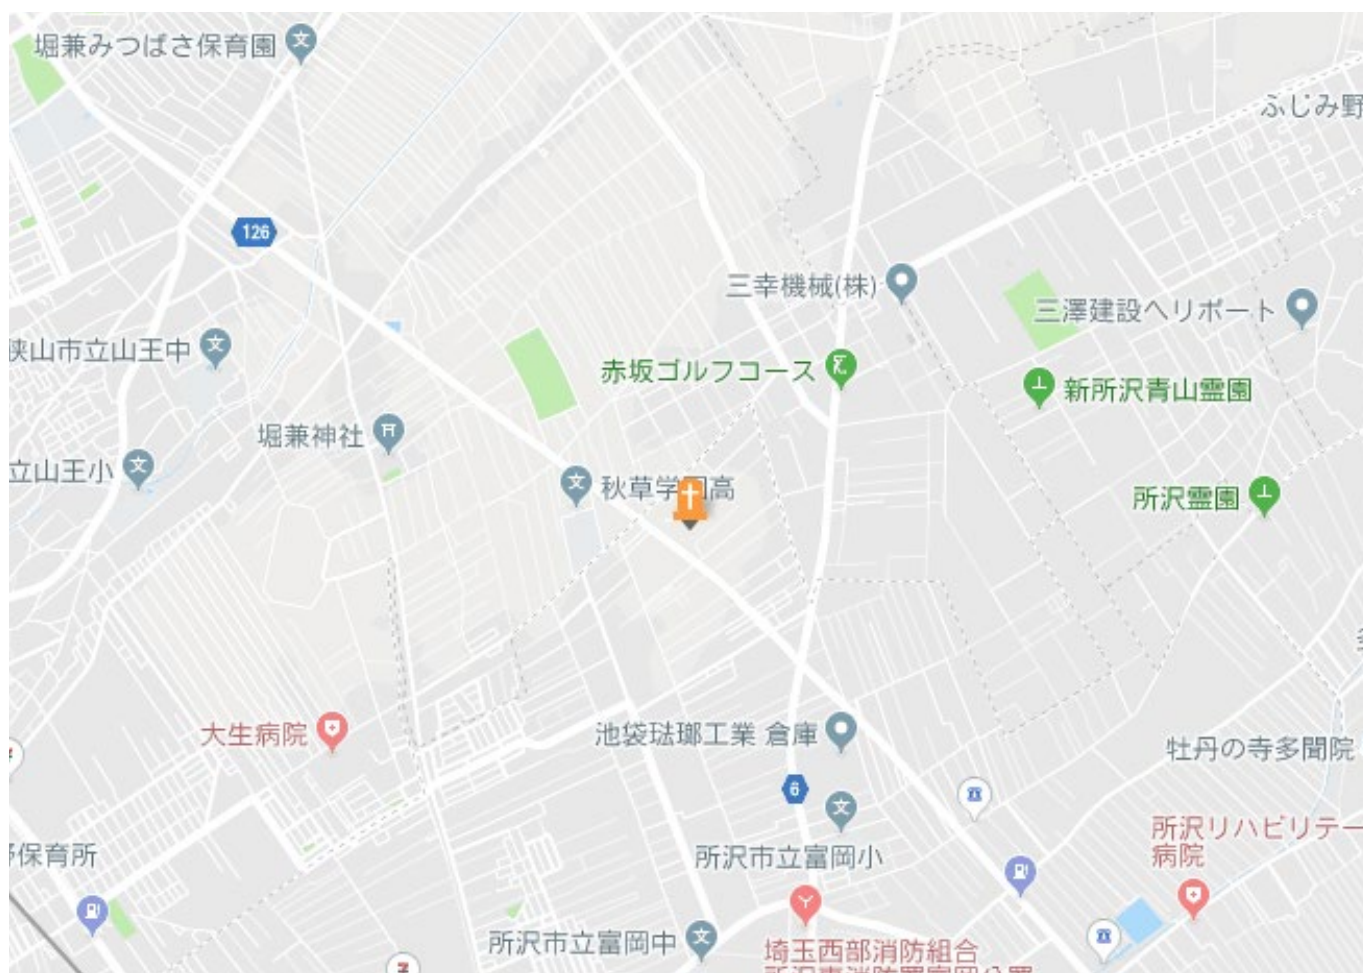 堀兼みつばさ保育園
ふじみ野
126
三幸機械(株)
三澤建設ヘリポート
狭山市立山王中
赤坂ゴルフコース
新所沢青山霊園
堀兼神社
立山王小
秋草学園高
所沢霊園
大生病院
池袋琺瑯工業 倉庫
牡丹の寺多聞院
6
所沢リハビリテー
病院
保育所
所沢市立富岡小
所沢市立富岡中
埼玉西部消防組合